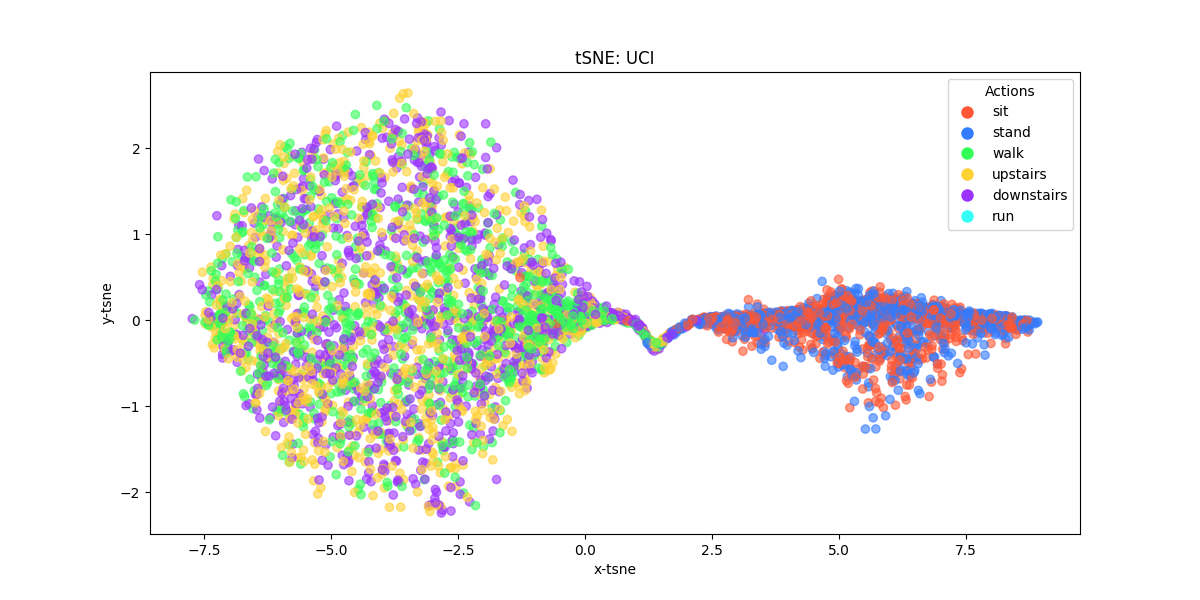 tSNE: UCI
Actions
sit
stand
walk
upstairs
downstairs
run
y-tsne
2
1
0
−1
−2
−7.5 −5.0 −2.5 0.0 2.5 5.0 7.5
x-tsne